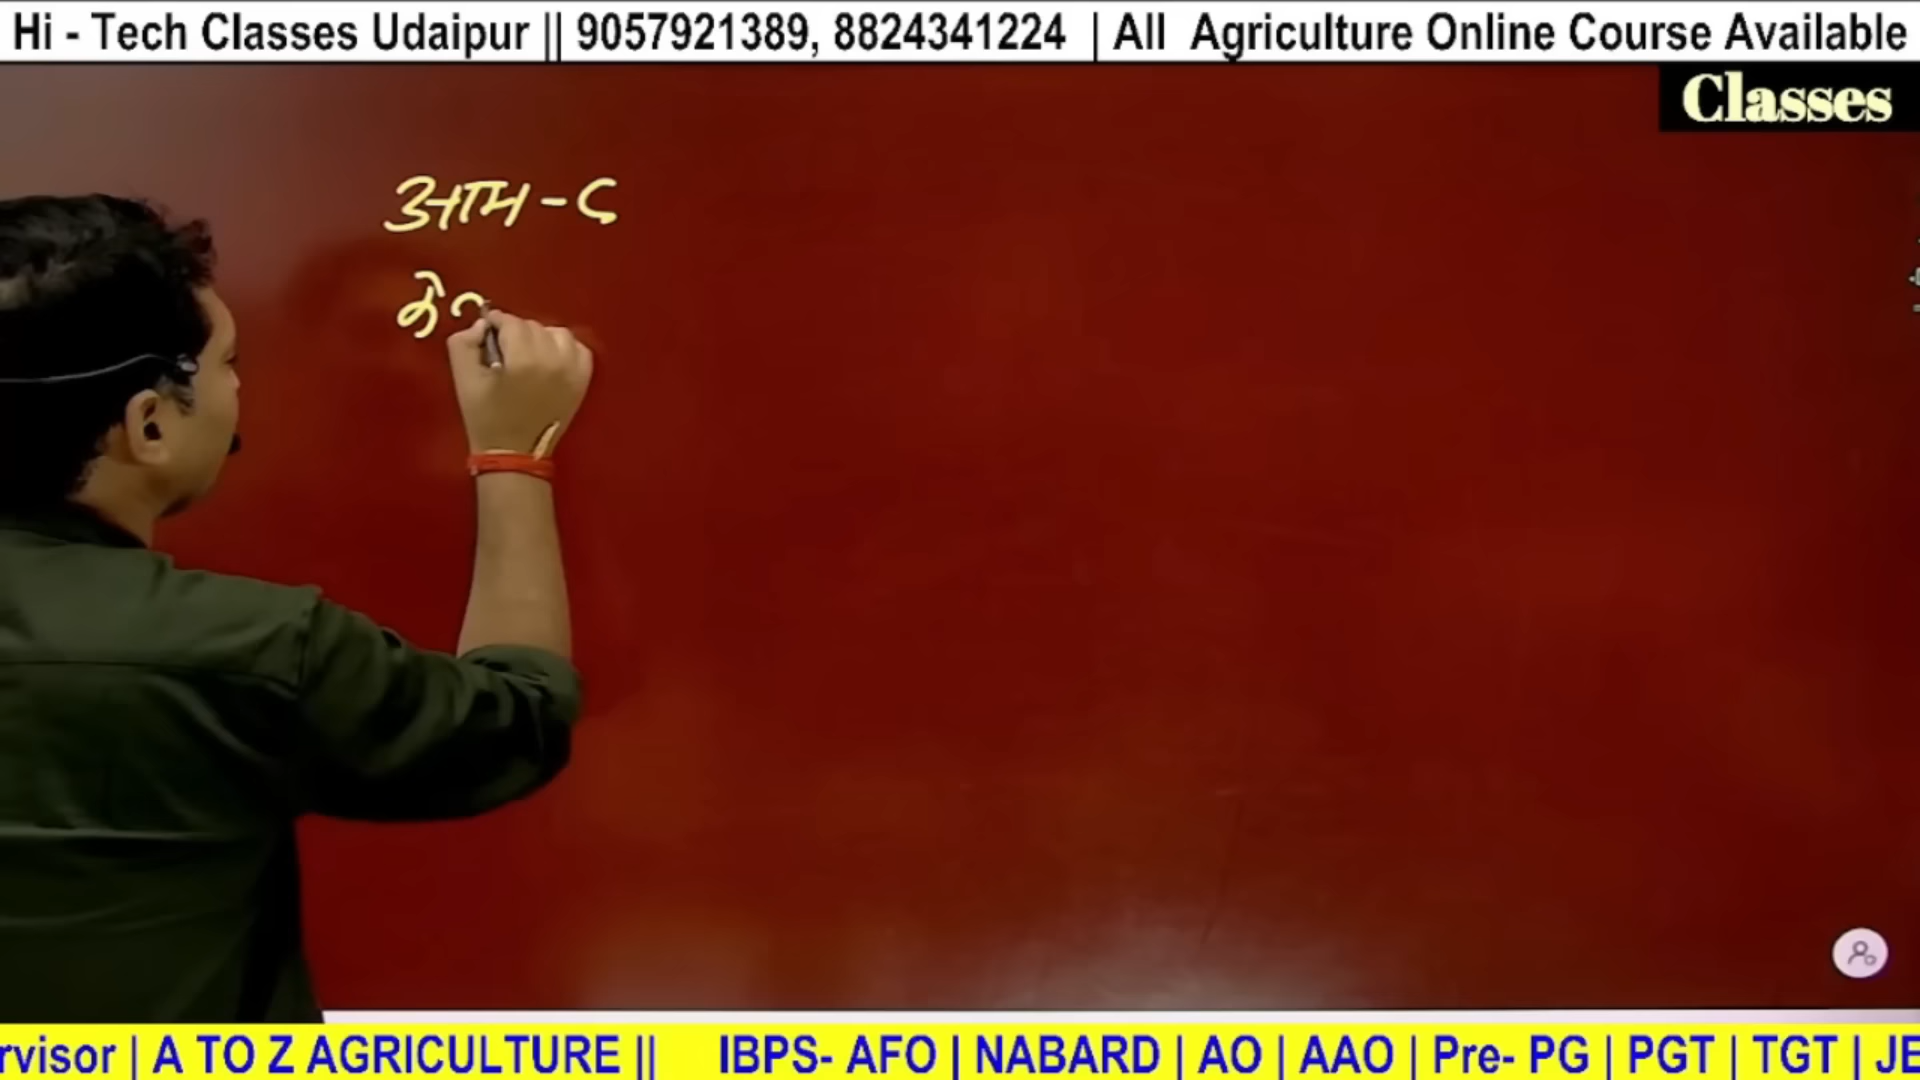 Hi - Tech Classes Udaipur || 9057921389, 8824341224 | All Agriculture Online Course Available
Classes
आम - C
rvisor | A TO Z AGRICULTURE || IBPS- AFO | NABARD | AO | AAO | Pre- PG | PGT | TGT | JE